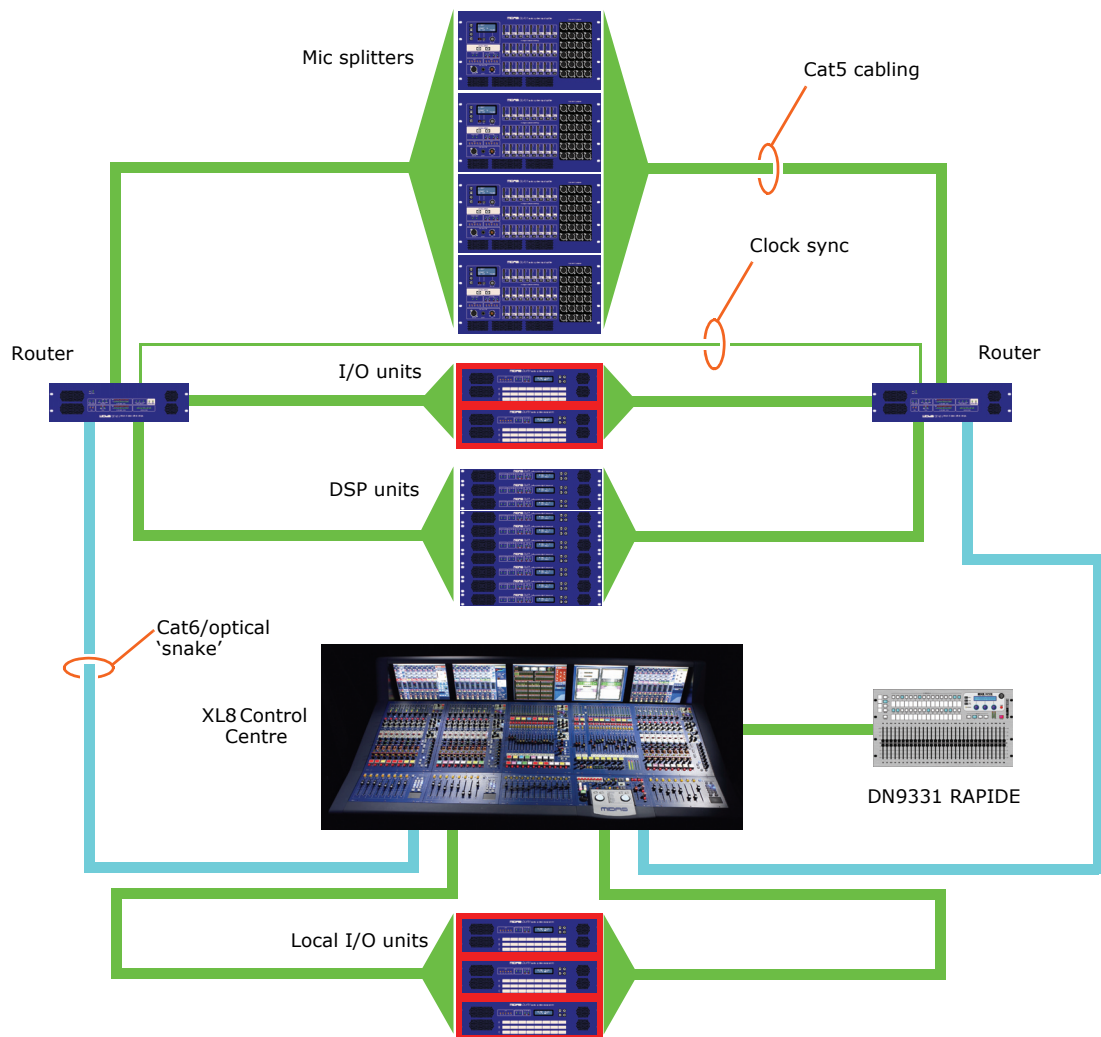 Mic splitters
Cat5 cabling
Clock sync
Router
Router
I/O units
DSP units
Cat6/optical
‘snake’
XL8 Control
Centre
DN9331 RAPIDE
Local I/O units
MIDAS